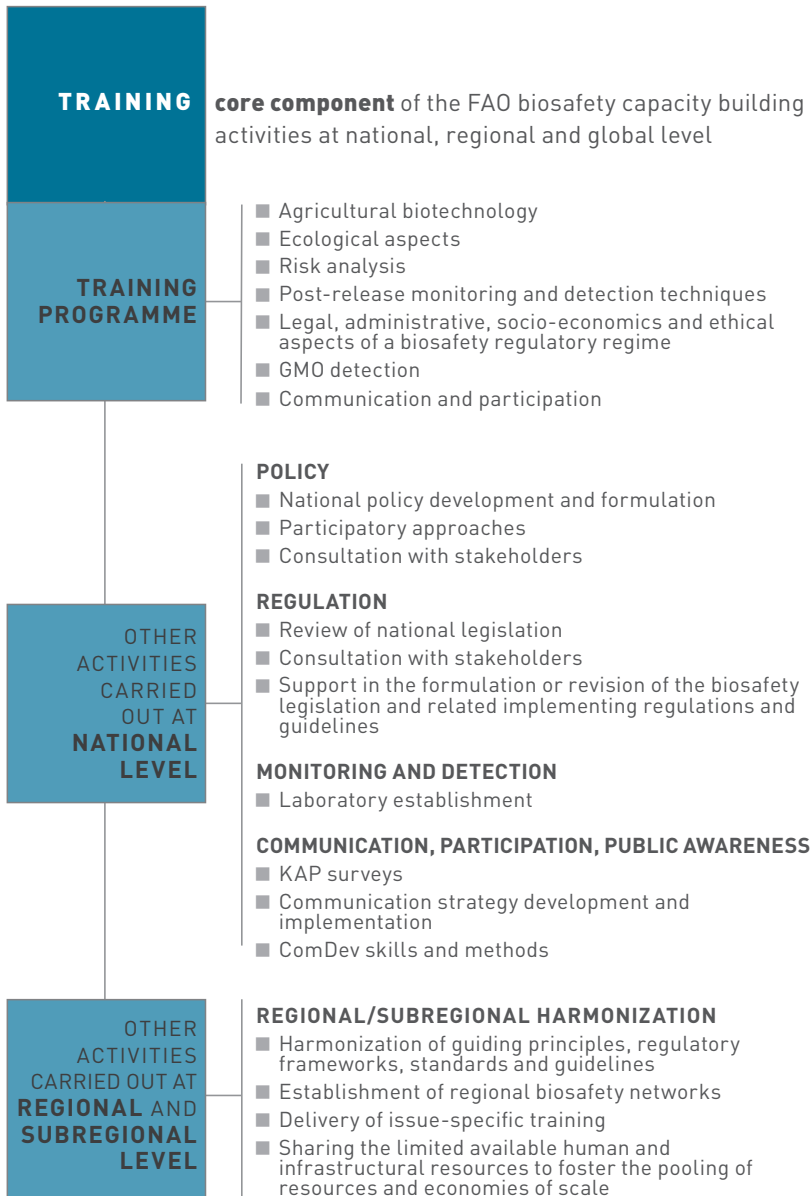 TRAINING
core component of the FAO biosafety capacity building
activities at national, regional and global level
TRAINING
PROGRAMME
Agricultural biotechnology
Ecological aspects
Risk analysis
Post-release monitoring and detection techniques
Legal, administrative, socio-economics and ethical
aspects of a biosafety regulatory regime
GMO detection
Communication and participation
OTHER
ACTIVITIES
CARRIED
OUT AT
NATIONAL
LEVEL
POLICY
National policy development and formulation
Participatory approaches
Consultation with stakeholders
REGULATION
Review of national legislation
Consultation with stakeholders
Support in the formulation or revision of the biosafety
legislation and related implementing regulations and
guidelines
MONITORING AND DETECTION
Laboratory establishment
COMMUNICATION, PARTICIPATION, PUBLIC AWARENESS
KAP surveys
Communication strategy development and
implementation
ComDev skills and methods
OTHER
ACTIVITIES
CARRIED OUT AT
REGIONAL AND
SUBREGIONAL
LEVEL
REGIONAL/SUBREGIONAL HARMONIZATION
Harmonization of guiding principles, regulatory
frameworks, standards and guidelines
Establishment of regional biosafety networks
Delivery of issue-specific training
Sharing the limited available human and
infrastructural resources to foster the pooling of
resources and economies of scale